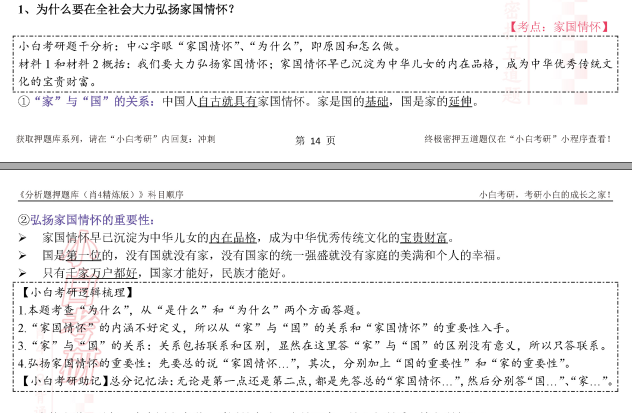 1、为什么要在全社会大力弘扬家国情怀？
【考点：家国情怀】
小白考研题干分析：中心字眼“家国情怀”、“为什么”，即原因和怎么做。
材料 1 和材料 2 概括：我们要大力弘扬家国情怀；家国情怀早已沉淀为中华儿女的内在品格，成为中华优秀传统文
化的宝贵财富。
①“家”与“国”的关系：中国人自古就具有家国情怀。家是国的基础，国是家的延伸。
获取押题库系列，请在“小白考研”内回复：冲刺
第 14 页
终极密押五道题仅在“小白考研”小程序查看！
《分析题押题库（肖4精炼版）》科目顺序
小白考研，考研小白的成长之家！
②弘扬家国情怀的重要性：
➢ 家国情怀早已沉淀为中华儿女的内在品格，成为中华优秀传统文化的宝贵财富。
➢ 国是第一位的，没有国就没有家，没有国家的统一强盛就没有家庭的美满和个人的幸福。
➢ 只有千家万户都好，国家才能好，民族才能好。
【小白考研逻辑梳理】
1.本题考查“为什么”，从“是什么”和“为什么”两个方面答题。
2.“家国情怀”的内涵不好定义，所以从“家”与“国”的关系和“家国情怀”的重要性入手。
3.“家”与“国”的关系：关系包括联系和区别，显然在这里答“家”与“国”的区别没有意义，所以只答联系。
4.弘扬家国情怀的重要性：先要总的说“家国情怀…”，其次，分别加上“国的重要性”和“家的重要性”。
【小白考研助记】总分记忆法：无论是第一点还是第二点，都是先答总的“家国情怀…”，然后分别答“国…”、“家…”。